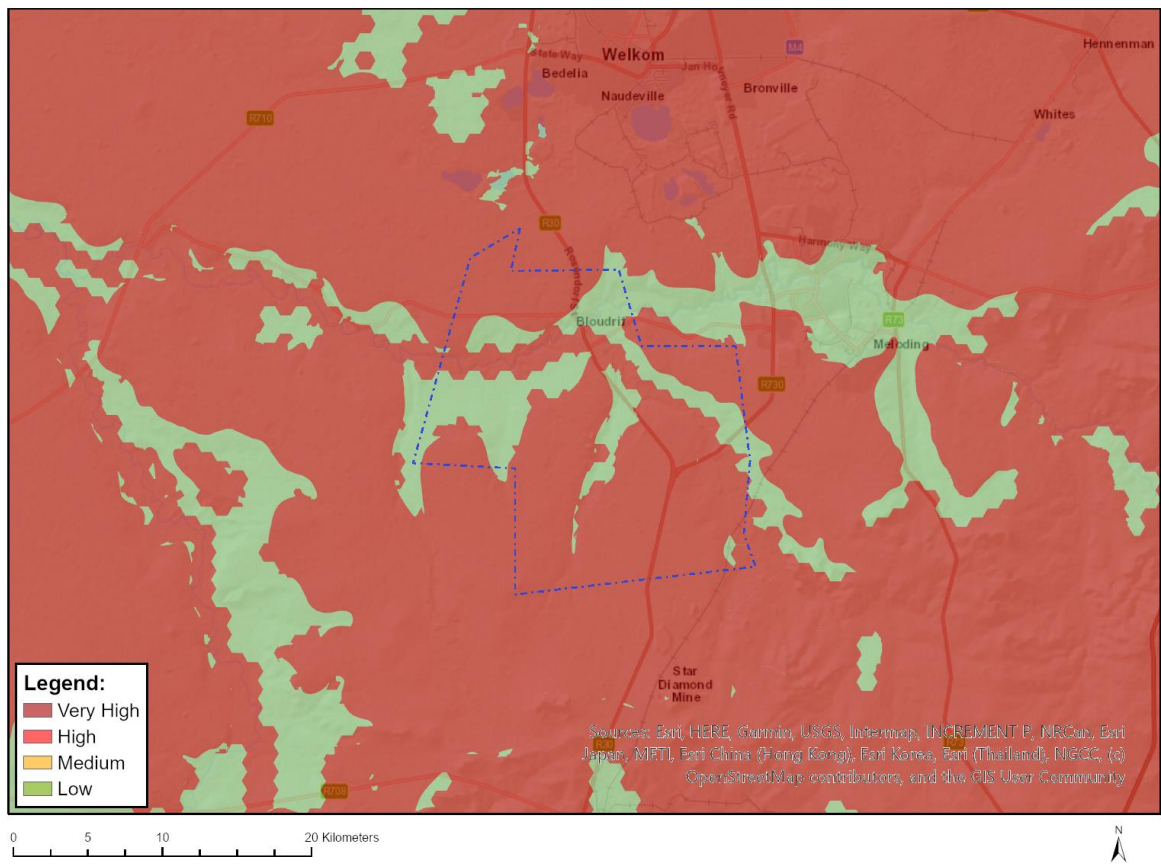 Welkom
Hennenman
State Way
M4
Bedelia
Jan Ho
meyer Rd
Bronville
Naudeville
R710
Whites
R30
Harmony Way
Bloudrif
R73
Meloding
R730
Star
Diamond
Mine
Legend:
Very High
High
Medium
Low
Sources: Esri, HERE, Garmin, USGS, Intermap, INCREMENT P, NRCan, Esri
Japan, METI, Esri China (Hong Kong), Esri Korea, Esri (Thailand), NGCC, (c)
OpenStreetMap contributors, and the GIS User Community
R30
R708
0 5 10 20 Kilometers
N